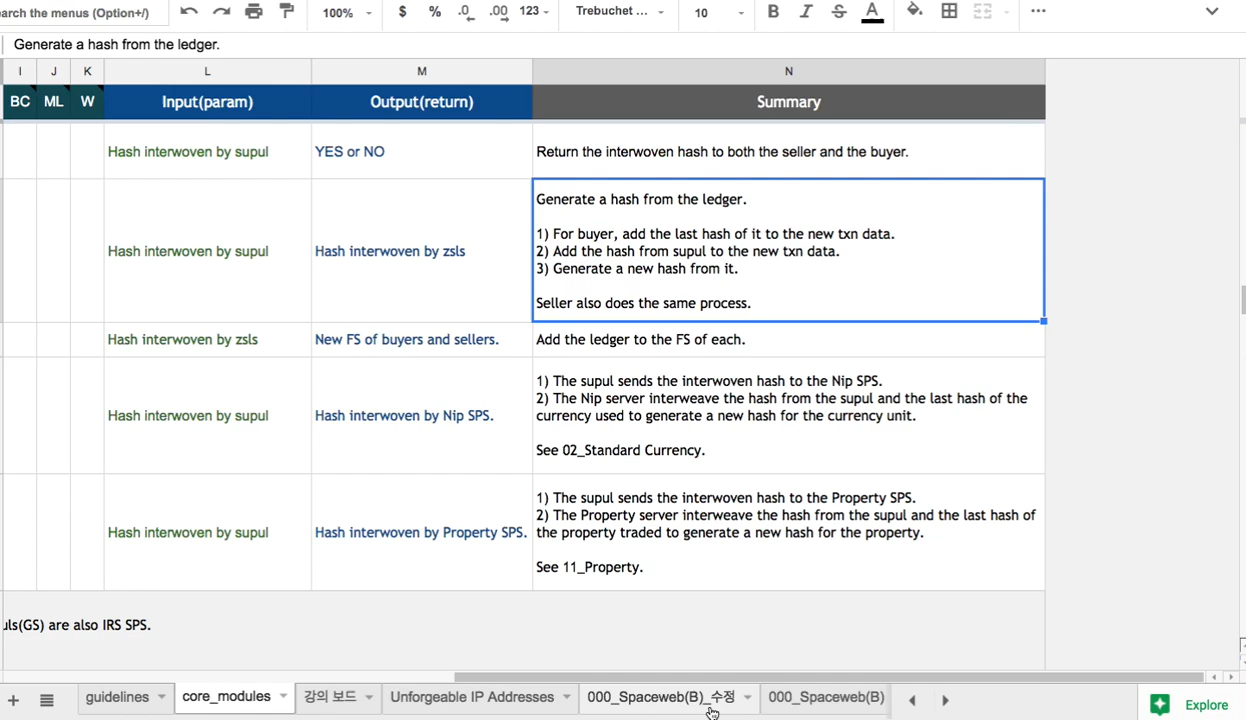 arch the menus (Option+/)
100%
$
%
.0
.00
123
Trebuchet ...
10
B
I
S
A
Generate a hash from the ledger.
I
J
K
L
M
N
BC
ML
W
Input(param)
Output(return)
Summary
Hash interwoven by supul
YES or NO
Return the interwoven hash to both the seller and the buyer.
Hash interwoven by supul
Hash interwoven by zsls
Generate a hash from the ledger.
1) For buyer, add the last hash of it to the new txn data.
2) Add the hash from supul to the new txn data.
3) Generate a new hash from it.
Seller also does the same process.
Hash interwoven by zsls
New FS of buyers and sellers.
Add the ledger to the FS of each.
Hash interwoven by supul
Hash interwoven by Nip SPS.
1) The supul sends the interwoven hash to the Nip SPS.
2) The Nip server interweave the hash from the supul and the last hash of the
currency used to generate a new hash for the currency unit.
See 02_Standard Currency.
Hash interwoven by supul
Hash interwoven by Property SPS.
1) The supul sends the interwoven hash to the Property SPS.
2) The Property server interweave the hash from the supul and the last hash of
the property traded to generate a new hash for the property.
See 11_Property.
uls(GS) are also IRS SPS.
guidelines
core_modules
강의 보드
Unforgeable IP Addresses
000_Spaceweb(B)_수정
000_Spaceweb(B)
Explore